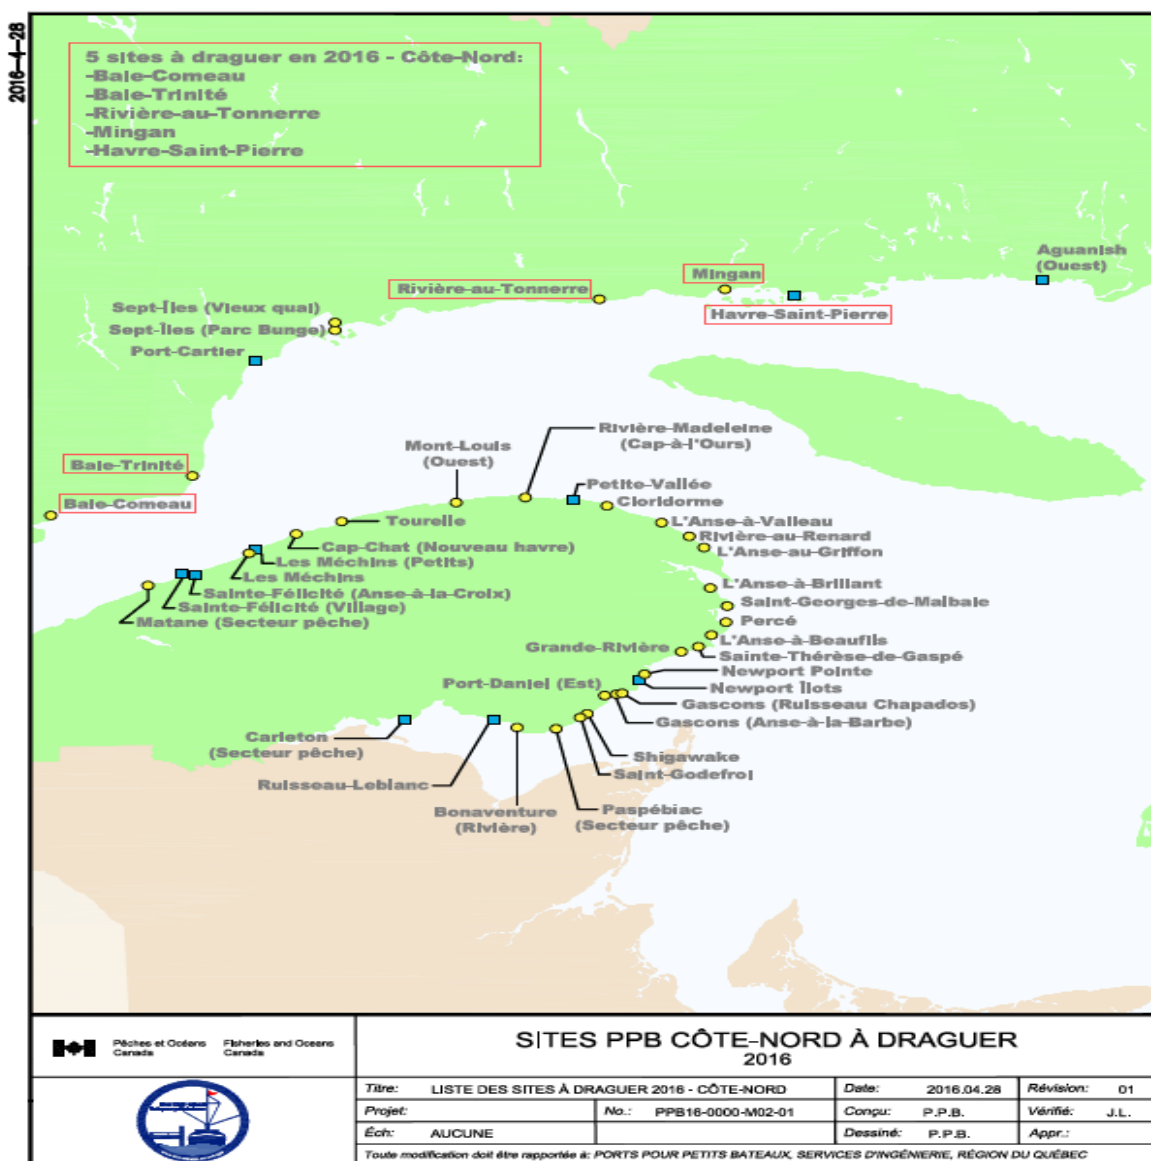 2016-4-28
5 sites à draguer en 2016 - Côte-Nord:
-Baie-Comeau
-Baie-Trinité
-Rivière-au-Tonnerre
-Mingan
-Havre-Saint-Pierre
Aguanish
(Ouest)
Mingan
Rivière-au-Tonnerre
Havre-Saint-Pierre
Sept-Îles (Vieux quai)
Sept-Île (Parc Bunge)
Port-Cartier
Rivière-Madeleine
(Cap-à-l'Ours)
Mont-Louis
(Ouest)
Baie-Trinité
Petite-Vallée
Baie-Comeau
Cloridorme
Tourelle
L'Anse-à-Valleau
Rivière-au-Renard
Cap-Chat (Nouveau havre)
L'Anse-au-Griffon
Les Méchins (Petits)
Les Méchins
L'Anse-à-Brillant
Sainte-Félicité (Anse-à-la-Croix)
Saint-Georges-de-Malbaie
Sainte-Félicité (Village)
Matane (Secteur pêche)
Percé
L'Anse-à-Beaufils
Grande-Rivière
Sainte-Thérèse-de-Gaspé
Newport Pointe
Port-Daniel (Est)
Newport Îlots
Gascons (Ruisseau Chapados)
Gascons (Anse-à-la-Barbe)
Carleton
(Secteur pêche)
Shigawake
Saint-Godefroi
Ruisseau-Leblanc
Bonaventure
(Rivière)
Paspébiac
(Secteur pêche)
Pêches et Océans
Canada
Fisheries and Oceans
Canada
SITES PPB CÔTE-NORD À DRAGUER
2016
Titre: LISTE DES SITES À DRAGUER 2016 - CÔTE-NORD Date: 2016.04.28 Révision: 01
Projet: No.: PPB16-0000-M02-01 Conçu: P.P.B. Vérifié: J.L.
Éch: AUCUNE Dessiné: P.P.B. Appr.:
Toute modification doit être rapportée à: PORTS POUR PETITS BATEAUX, SERVICES D'INGÉNIERIE, RÉGION DU QUÉBEC